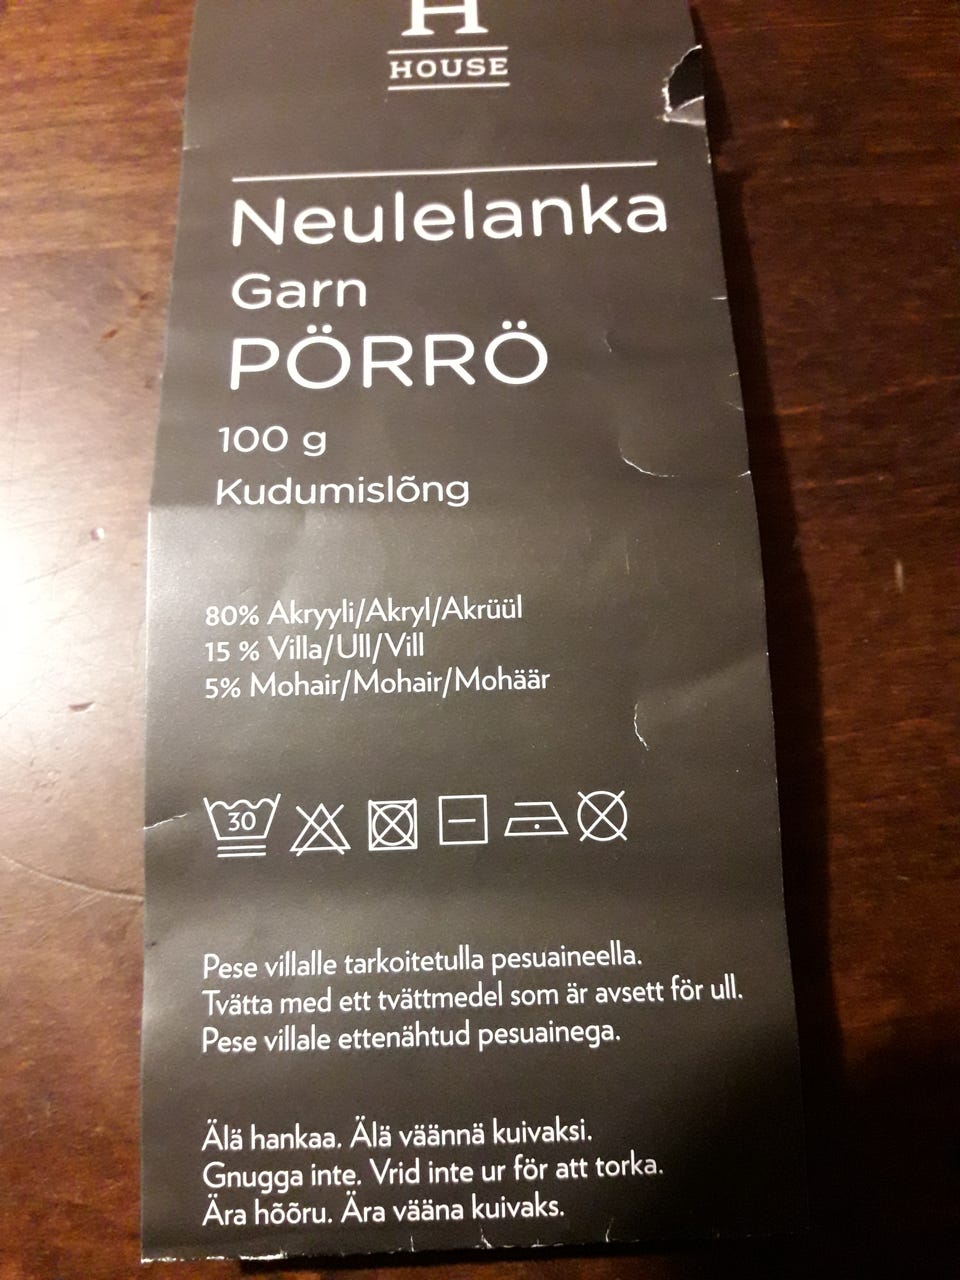 H
HOUSE
Neulelanka
Garn
PÖRRÖ
100 g
Kudumislõng
80% Akryyli/Akryl/Akrüül
15 % Villa/Ull/Vill
5% Mohair/Mohair/Mohäär
30
Pese villalle tarkoitetulla pesuaineella.
Tvätta med ett tvättmedel som är avsett för ull.
Pese villale ettenähtud pesuainega.
Älä hankaa. Älä väännä kuivaksi.
Gnugga inte. Vrid inte ur för att torka.
Ära hõõru. Ära vääna kuivaks.